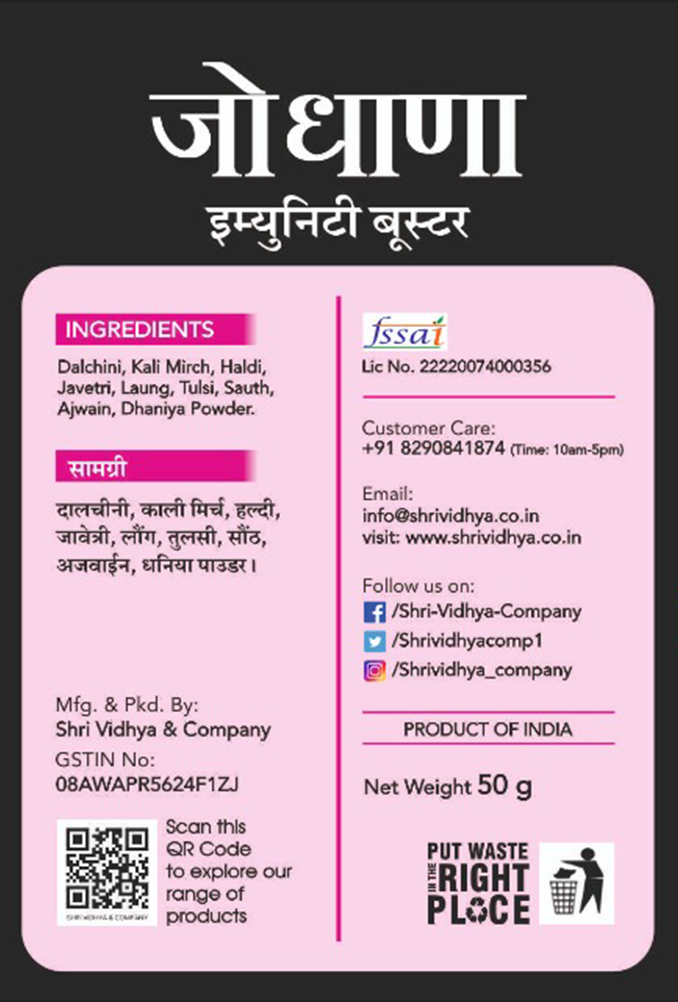 जोधाणा
इम्युनिटी बूस्टर
INGREDIENTS
Dalchini, Kali Mirch, Haldi,
Javetri, Laung, Tulsi, Sauth,
Ajwain, Dhaniya Powder.
सामग्री
दालचीनी, काली मिर्च, हल्दी,
जावेत्री, लौंग, तुलसी, सौंठ,
अजवाईन, धनिया पाउडर।
Mfg. & Pkd. By:
Shri Vidhya & Company
GSTIN No:
08AWAPR5624F1ZJ
SHRI VIDHYA & COMPANY
Scan this
QR Code
to explore our
range of
products
fssai
Lic No. 22220074000356
Customer Care:
+91 8290841874 (Time: 10am-5pm)
Email:
info@shrividhya.co.in
visit: www.shrividhya.co.in
Follow us on:
/Shri-Vidhya-Company
/Shrividhyacomp1
/Shrividhya_company
PRODUCT OF INDIA
Net Weight 50 g
PUT WASTE
IN THE RIGHT
PLACE